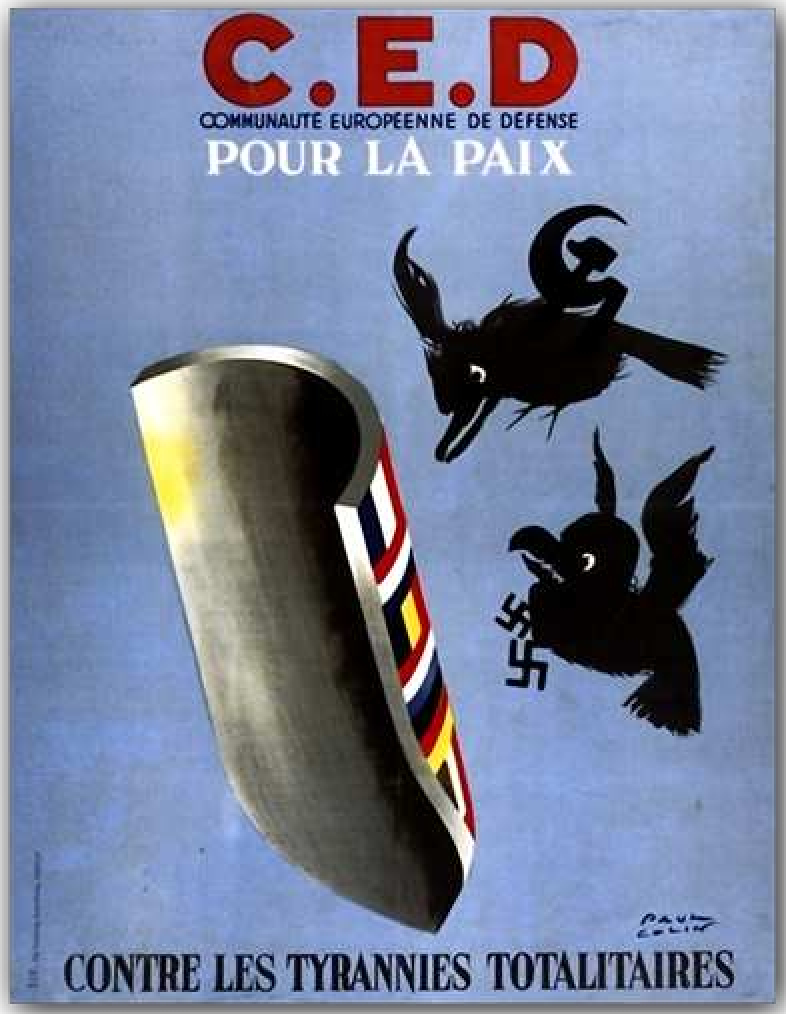 C.E.D
COMMUNAUTÉ EUROPÉENNE DE DÉFENSE
POUR LA PAIX
PAUL
COLIN
CONTRE LES TYRANNIES TOTALITAIRES